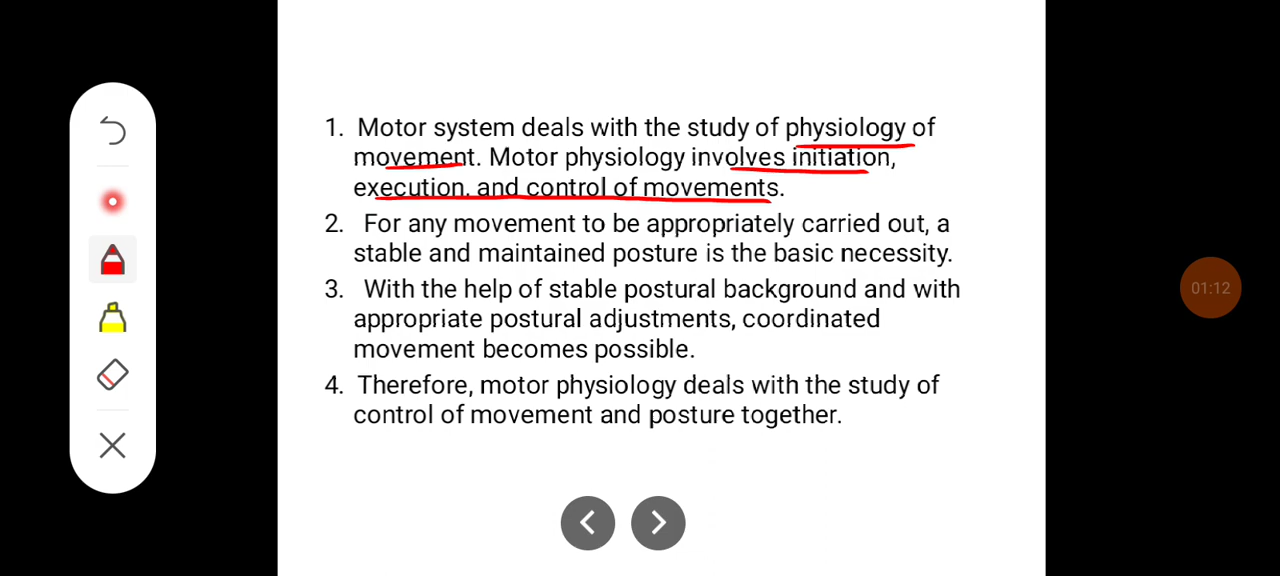 1. Motor system deals with the study of physiology of
movement. Motor physiology involves initiation,
execution, and control of movements.
2. For any movement to be appropriately carried out, a
stable and maintained posture is the basic necessity.
3. With the help of stable postural background and with
appropriate postural adjustments, coordinated
movement becomes possible.
4. Therefore, motor physiology deals with the study of
control of movement and posture together.
01:12